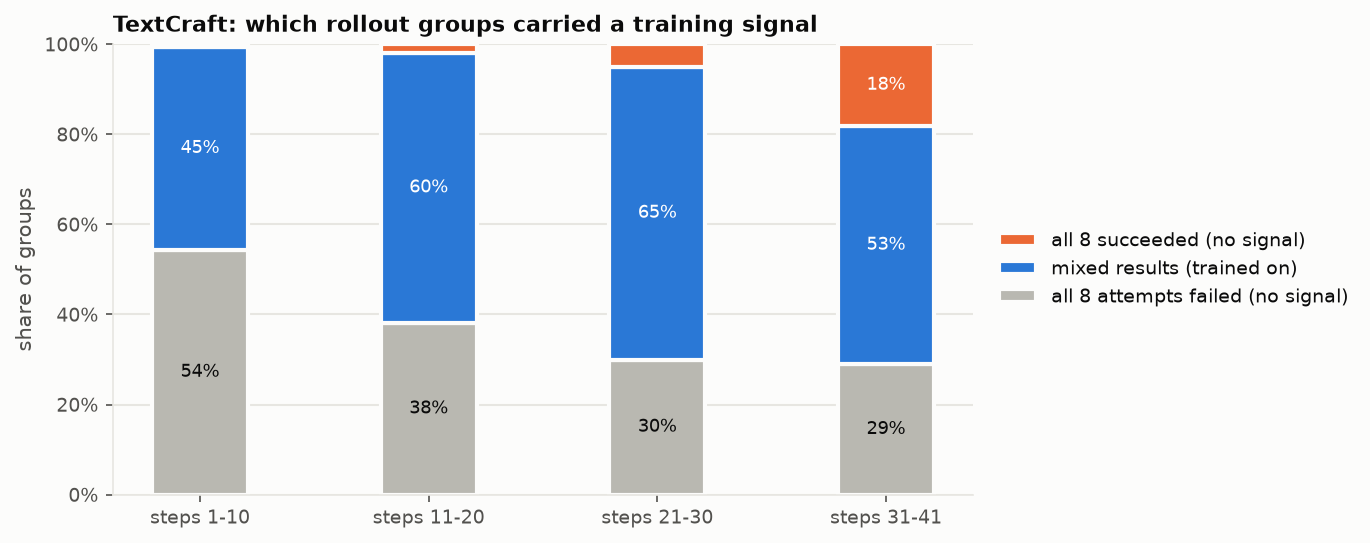 TextCraft: which rollout groups carried a training signal
100%
80%
60%
40%
20%
0%
share of groups
45%
54%
60%
38%
65%
30%
18%
53%
29%
steps 1-10
steps 11-20
steps 21-30
steps 31-41
all 8 succeeded (no signal)
mixed results (trained on)
all 8 attempts failed (no signal)